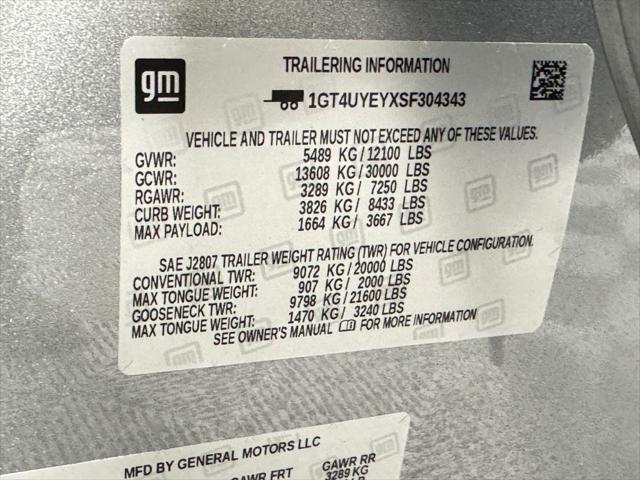 gm
TRAILERING INFORMATION
1GT4UYEYXSF304343
VEHICLE AND TRAILER MUST NOT EXCEED ANY OF THESE VALUES.
GVWR: 5489 KG/12100 LBS
GCWR: 13608 KG/30000 LBS
RGAWR: 3289 KG/ 7250 LBS
CURB WEIGHT: 3826 KG/ 8433 LBS
MAX PAYLOAD: 1664 KG/ 3667 LBS
SAE J2807 TRAILER WEIGHT RATING (TWR) FOR VEHICLE CONFIGURATION.
CONVENTIONAL TWR: 9072 KG/20000 LBS
MAX TONGUE WEIGHT: 907 KG/ 2000 LBS
GOOSENECK TWR: 9798 KG/21600 LBS
MAX TONGUE WEIGHT: 1470 KG/ 3240 LBS
SEE OWNER'S MANUAL FOR MORE INFORMATION
MFD BY GENERAL MOTORS LLC
GAWR FRT GAWR RR
3289 KG